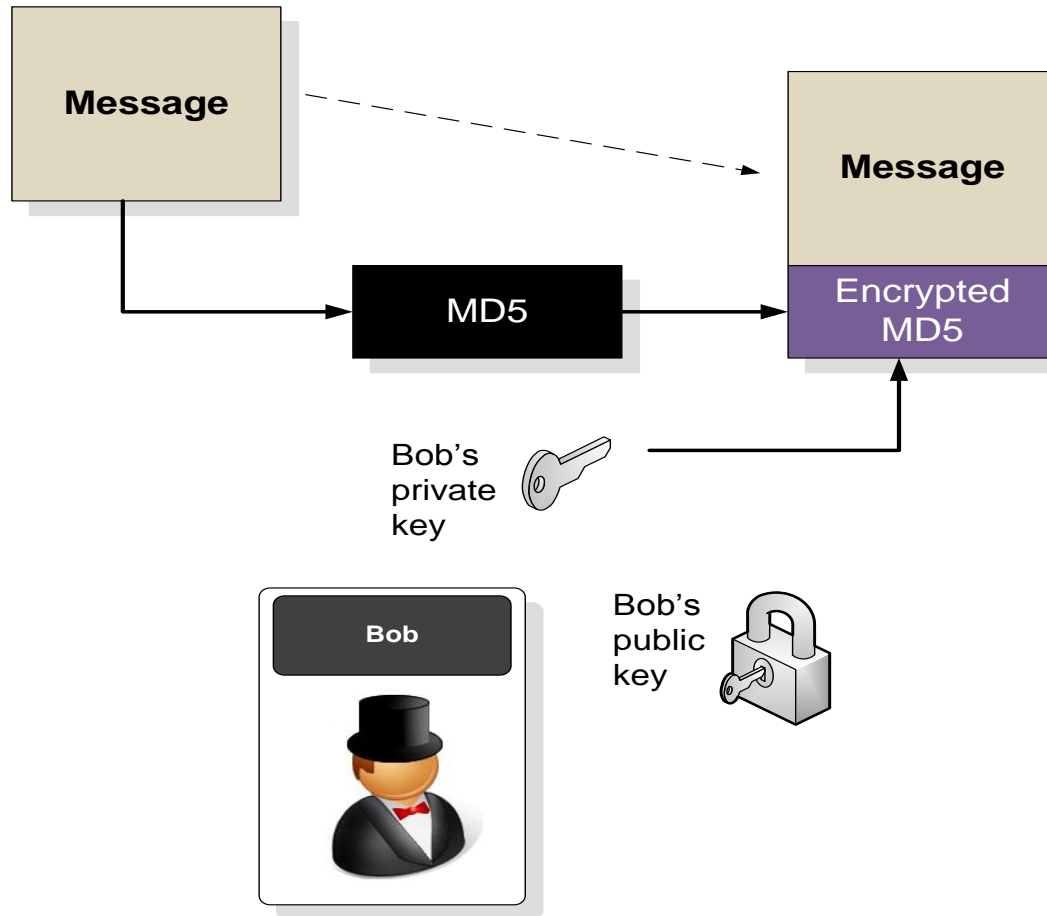 Message
Message
MD5
Encrypted
MD5
Bob’s
private
key
Bob
Bob’s
public
key